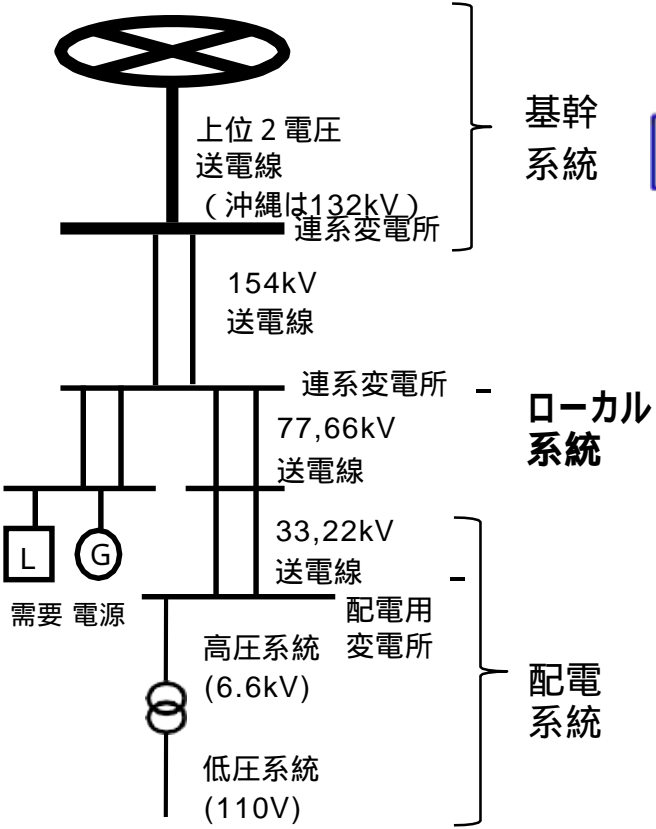 上位2電圧
送電線
(沖縄は132kV)
連系変電所
基幹
系統
154kV
送電線
連系変電所
ローカル
系統
77,66kV
送電線
33,22kV
送電線
L
G
需要 電源
配電用
変電所
高圧系統
(6.6kV)
配電
系統
低圧系統
(110V)